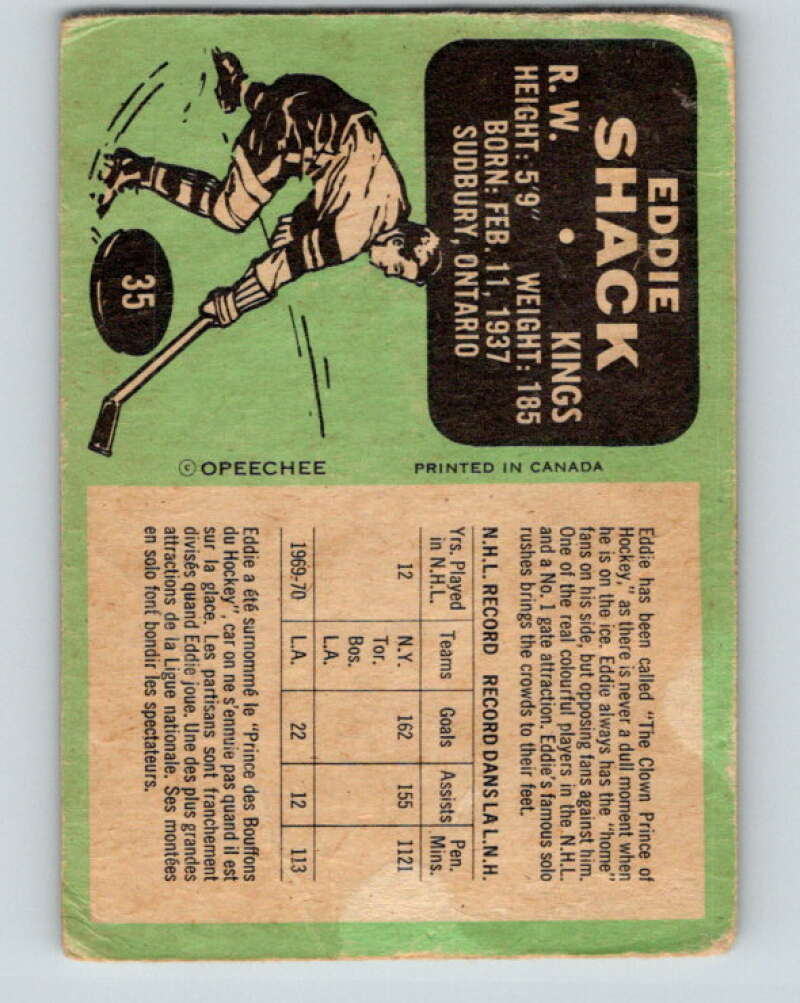 35
EDDIE
SHACK
R. W. • KINGS
HEIGHT: 5'9" WEIGHT: 185
BORN: FEB. 11, 1937
SUDBURY, ONTARIO
© OPEECHEE PRINTED IN CANADA
Eddie has been called "The Clown Prince of
Hockey," as there is never a dull moment when
he is on the ice. Eddie always has the "home"
fans on his side, but opposing fans against him.
One of the real colourful players in the N.H.L.
and a No. 1 gate attraction. Eddie's famous solo
rushes brings the crowds to their feet.
N.H.L. RECORD RECORD DANS LA L.N.H.
Yrs. Played in N.H.L. Teams Goals Assists Pen. Mins.
12 N.Y. 162 155 1121
Tor.
Bos.
L.A.
1969-70 L.A. 22 12 113
Eddie a été surnommé le "Prince des Bouffons
du Hockey", car on ne s'ennuie pas quand il est
sur la glace. Les partisans sont franchement
divisés quand Eddie joue. Une des plus grandes
attractions de la Ligue nationale. Ses montées
en solo font bondir les spectateurs.